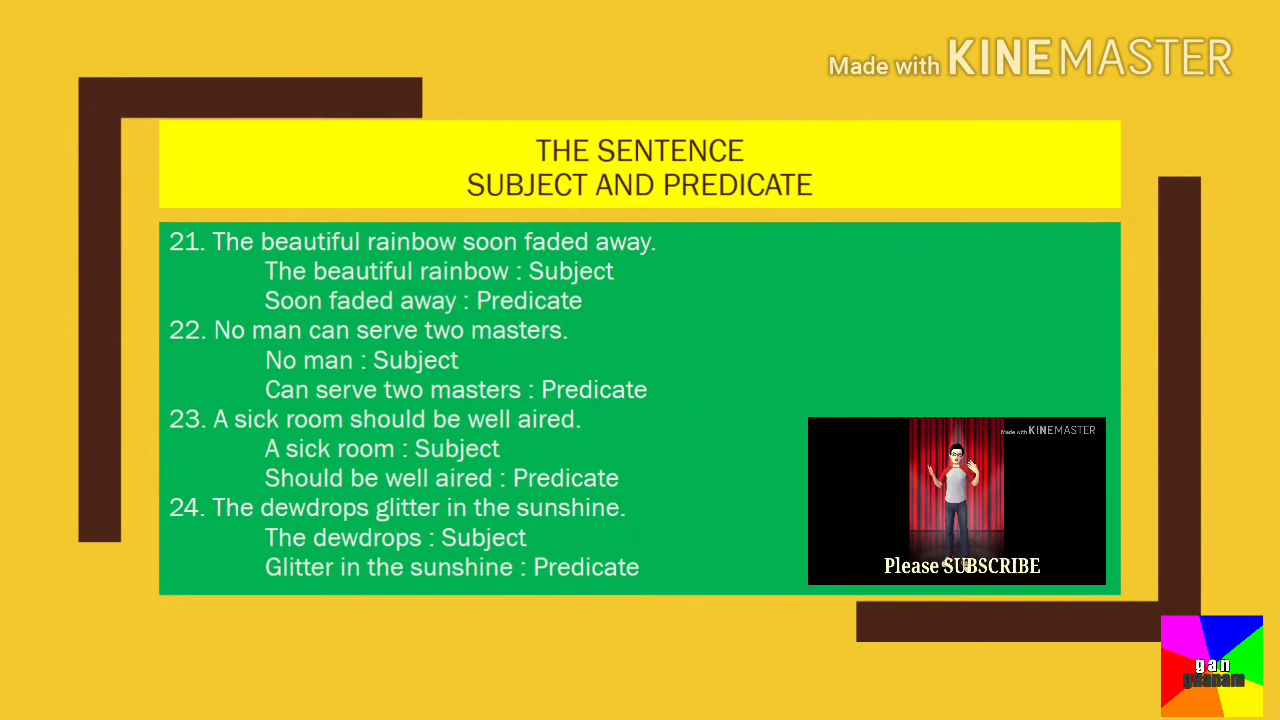 Made with KINEMASTER
THE SENTENCE
SUBJECT AND PREDICATE
21. The beautiful rainbow soon faded away.
The beautiful rainbow : Subject
Soon faded away : Predicate
22. No man can serve two masters.
No man : Subject
Can serve two masters : Predicate
23. A sick room should be well aired.
A sick room : Subject
Should be well aired : Predicate
24. The dewdrops glitter in the sunshine.
The dewdrops : Subject
Glitter in the sunshine : Predicate
Made with KINEMASTER
Please SUBSCRIBE
gan
gnanam